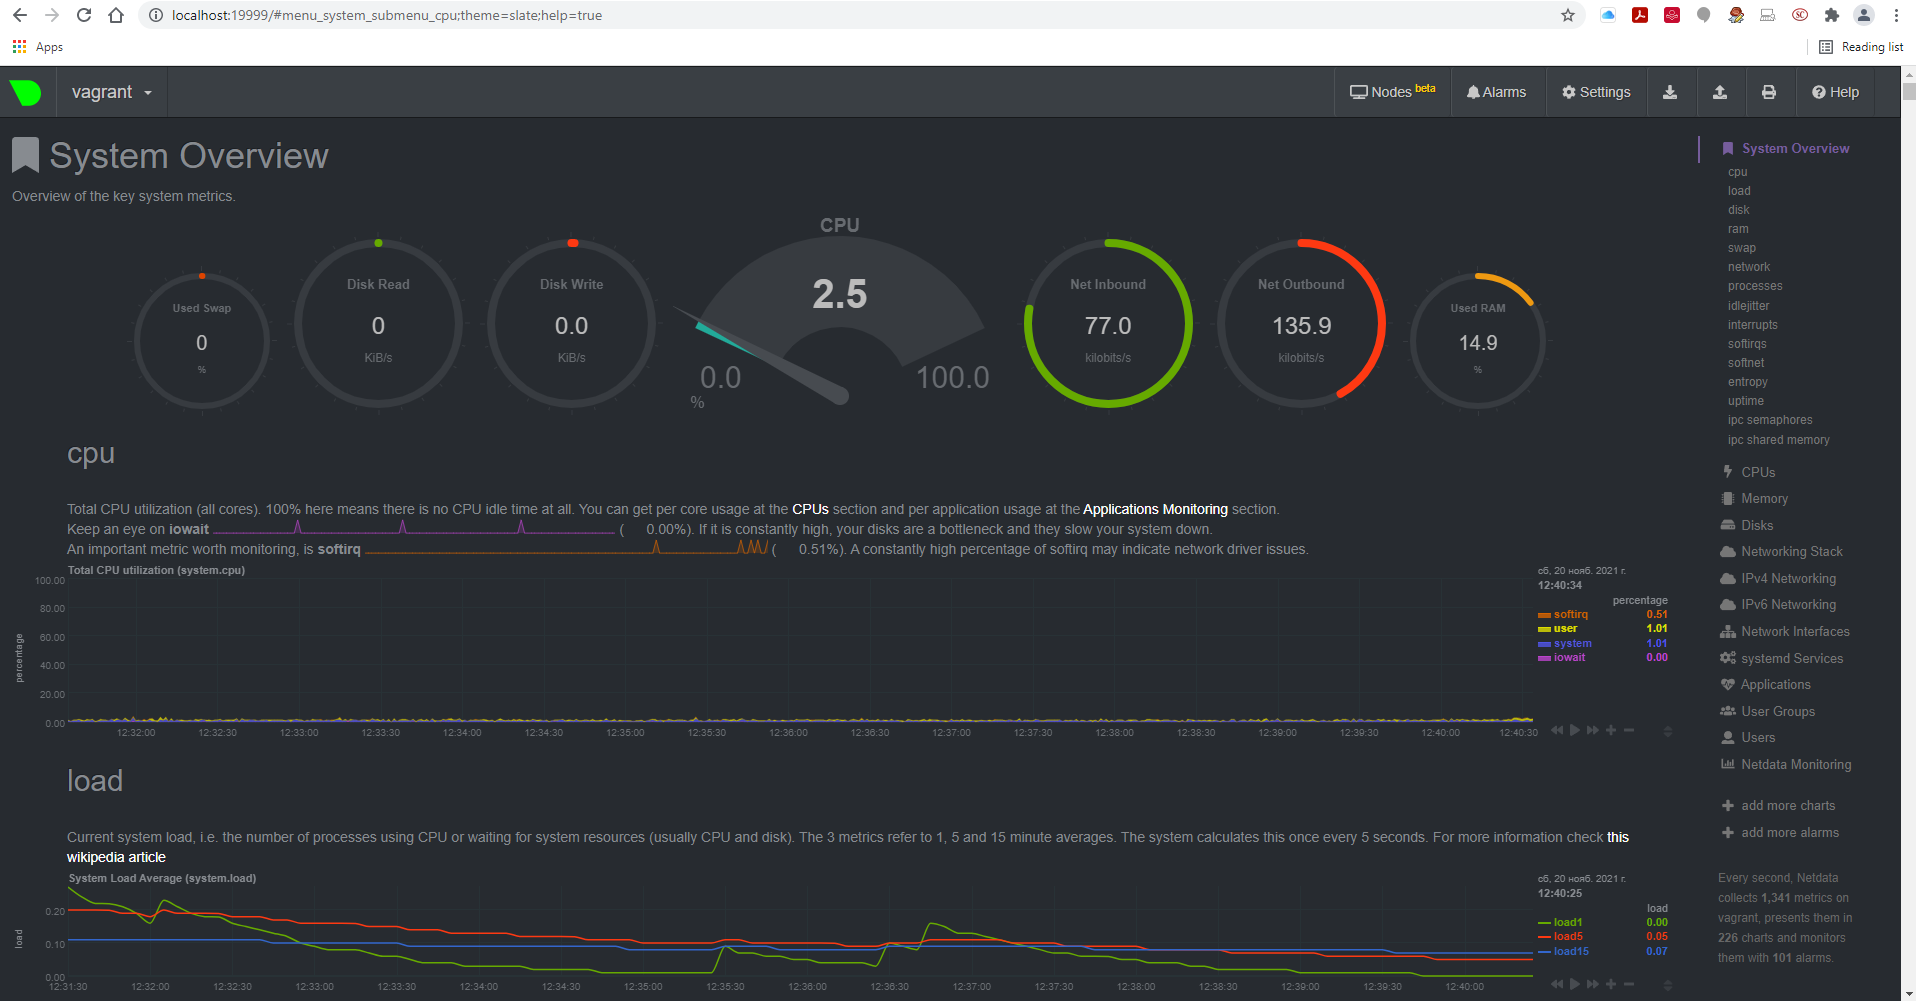 localhost:19999/#menu_system_submenu_cpu;theme=slate;help=true
Apps
Reading list
vagrant
Nodes beta
Alarms
Settings
Help
System Overview
Overview of the key system metrics.
Used Swap
0
%
Disk Read
0
KiB/s
Disk Write
0.0
KiB/s
CPU
2.5
0.0
100.0
%
Net Inbound
77.0
kilobits/s
Net Outbound
135.9
kilobits/s
Used RAM
14.9
%
cpu
Total CPU utilization (all cores). 100% here means there is no CPU idle time at all. You can get per core usage at the CPUs section and per application usage at the Applications Monitoring section.
Keep an eye on iowait ( 0.00%). If it is constantly high, your disks are a bottleneck and they slow your system down.
An important metric worth monitoring, is softirq ( 0.51%). A constantly high percentage of softirq may indicate network driver issues.
Total CPU utilization (system.cpu)
100.00
80.00
60.00
40.00
20.00
0.00
percentage
12:32:00 12:32:30 12:33:00 12:33:30 12:34:00 12:34:30 12:35:00 12:35:30 12:36:00 12:36:30 12:37:00 12:37:30 12:38:00 12:38:30 12:39:00 12:39:30 12:40:00 12:40:30
сб, 20 нояб. 2021 г.
12:40:34
percentage
softirq 0.51
user 1.01
system 1.01
iowait 0.00
load
Current system load, i.e. the number of processes using CPU or waiting for system resources (usually CPU and disk). The 3 metrics refer to 1, 5 and 15 minute averages. The system calculates this once every 5 seconds. For more information check this
wikipedia article
System Load Average (system.load)
0.20
0.10
0.00
load
12:31:30 12:32:00 12:32:30 12:33:00 12:33:30 12:34:00 12:34:30 12:35:00 12:35:30 12:36:00 12:36:30 12:37:00 12:37:30 12:38:00 12:38:30 12:39:00 12:39:30 12:40:00
сб, 20 нояб. 2021 г.
12:40:25
load
load1 0.00
load5 0.05
load15 0.07
System Overview
cpu
load
disk
ram
swap
network
processes
idlejitter
interrupts
softirqs
softnet
entropy
uptime
ipc semaphores
ipc shared memory
CPUs
Memory
Disks
Networking Stack
IPv4 Networking
IPv6 Networking
Network Interfaces
systemd Services
Applications
User Groups
Users
Netdata Monitoring
add more charts
add more alarms
Every second, Netdata
collects 1,341 metrics on
vagrant, presents them in
226 charts and monitors
them with 101 alarms.